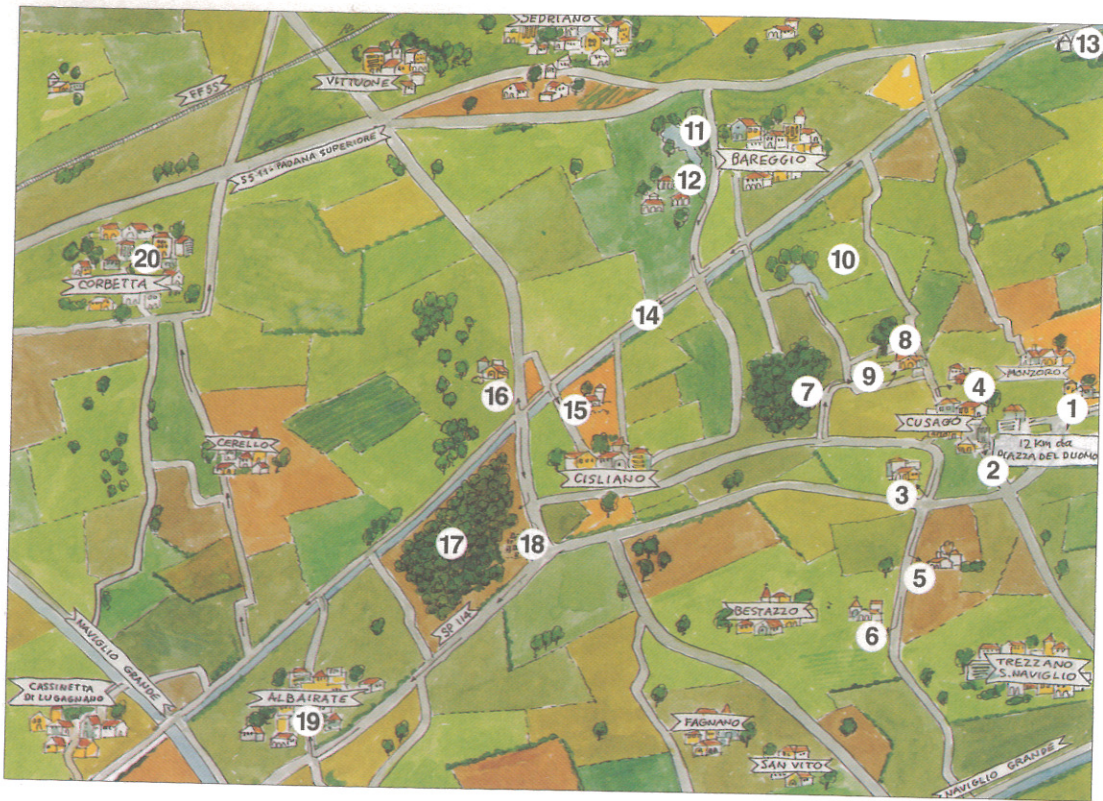 SEDRIANO
13
VITTUONE
FFSS
11
SS 11 PADANA SUPERIORE
BAREGGIO
12
20
10
CORBETTA
14
8
MONZORO
7
9
4
16
15
1
CUSAGO
CERELLO
12 Km da
PIAZZA DEL DUOMO
CISLIANO
2
3
17
18
5
BESTAZZO
SP 114
6
NAVIGLIO GRANDE
TREZZANO
S.NAVIGLIO
CASSINETTA
DI LUGAGNANO
ALBAIRATE
19
FAGNANO
SAN VITO
NAVIGLIO GRANDE